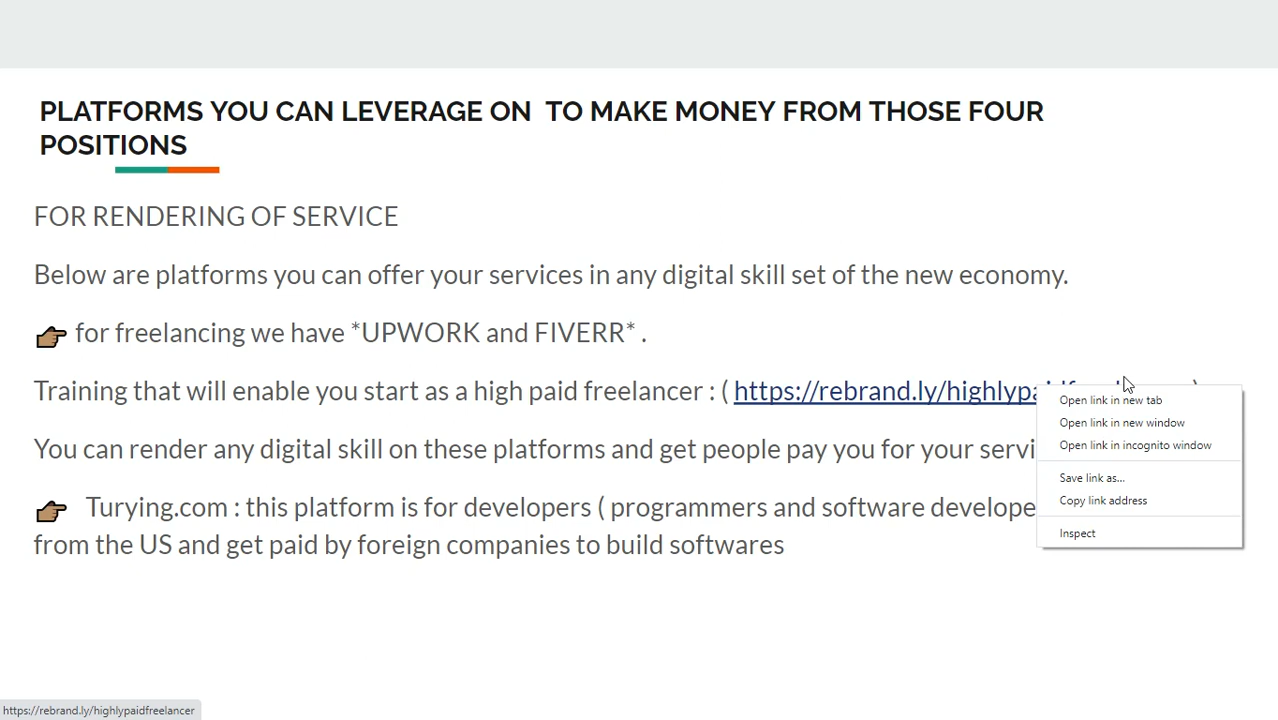 PLATFORMS YOU CAN LEVERAGE ON TO MAKE MONEY FROM THOSE FOUR
POSITIONS
FOR RENDERING OF SERVICE
Below are platforms you can offer your services in any digital skill set of the new economy.
for freelancing we have *UPWORK and FIVERR* .
Training that will enable you start as a high paid freelancer : ( https://rebrand.ly/highlypaid )
Open link in new tab
Open link in new window
Open link in incognito window
Save link as...
Copy link address
Inspect
You can render any digital skill on these platforms and get people pay you for your servi
Turying.com : this platform is for developers ( programmers and software develope
from the US and get paid by foreign companies to build softwares
https://rebrand.ly/highlypaidfreelancer